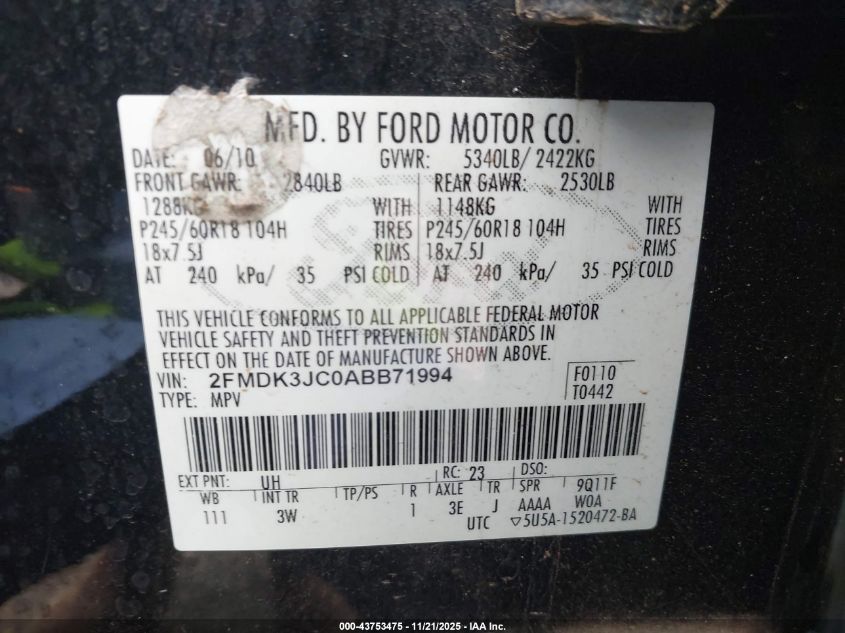 MFD. BY FORD MOTOR CO.
DATE: 06/10 GVWR: 5340LB/ 2422KG
FRONT GAWR: 2840LB REAR GAWR: 2530LB
1288KG WITH 1148KG WITH
P245/60R18 104H TIRES P245/60R18 104H TIRES
18x7.5J RIMS 18x7.5J RIMS
AT 240 kPa/ 35 PSI COLD AT 240 kPa/ 35 PSI COLD
THIS VEHICLE CONFORMS TO ALL APPLICABLE FEDERAL MOTOR
VEHICLE SAFETY AND THEFT PREVENTION STANDARDS IN
EFFECT ON THE DATE OF MANUFACTURE SHOWN ABOVE.
VIN: 2FMDK3JC0ABB71994 F0110
TYPE: MPV T0442
EXT PNT: UH RC: 23 DSO:
WB INT TR TP/PS R AXLE TR SPR 9Q11F
111 3W 1 3E J AAAA W0A
UTC ▽5U5A-1520472-BA
000-43753475 - 11/21/2025 - IAA Inc.